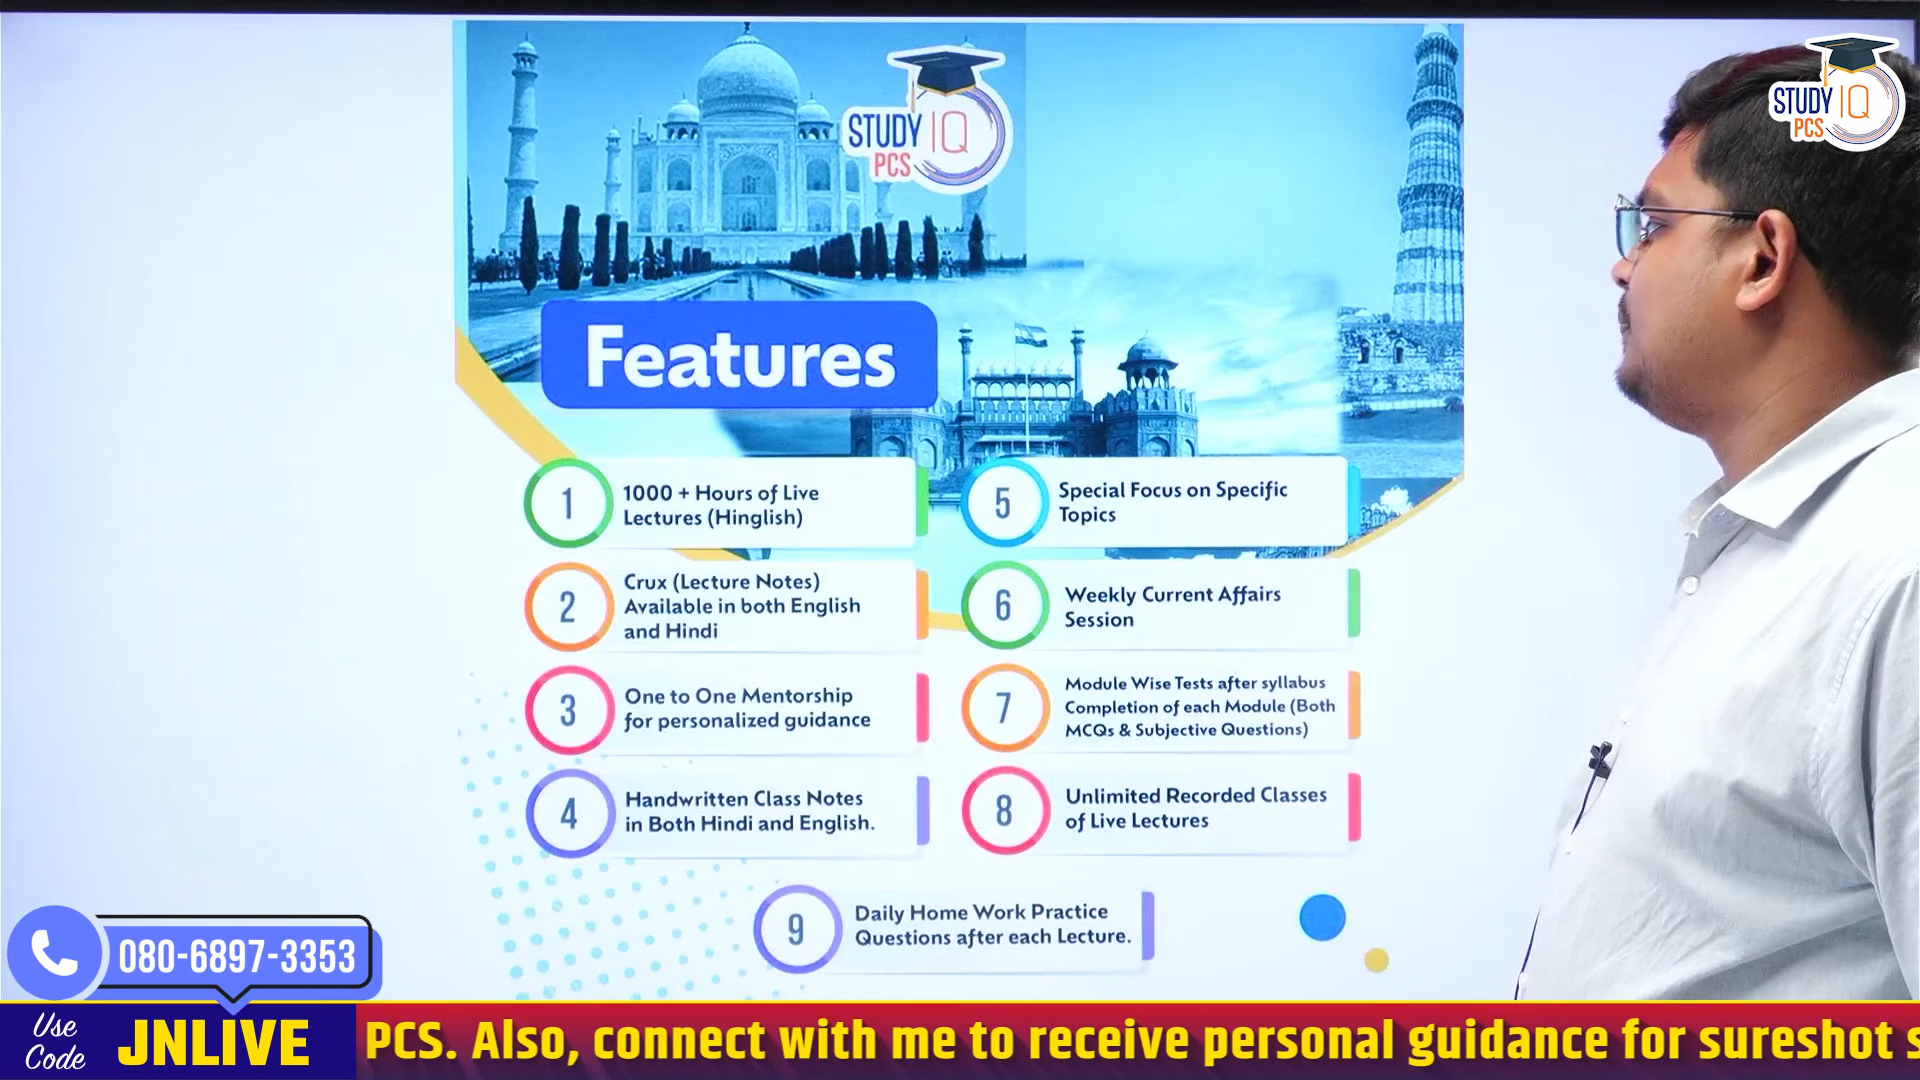 STUDY IQ
PCS
STUDY IQ
PCS
Features
1
1000 + Hours of Live
Lectures (Hinglish)
2
Crux (Lecture Notes)
Available in both English
and Hindi
3
One to One Mentorship
for personalized guidance
4
Handwritten Class Notes
in Both Hindi and English.
5
Special Focus on Specific
Topics
6
Weekly Current Affairs
Session
7
Module Wise Tests after syllabus
Completion of each Module (Both
MCQs & Subjective Questions)
8
Unlimited Recorded Classes
of Live Lectures
9
Daily Home Work Practice
Questions after each Lecture.
080-6897-3353
Use
Code
JNLIVE
PCS. Also, connect with me to receive personal guidance for sureshot s